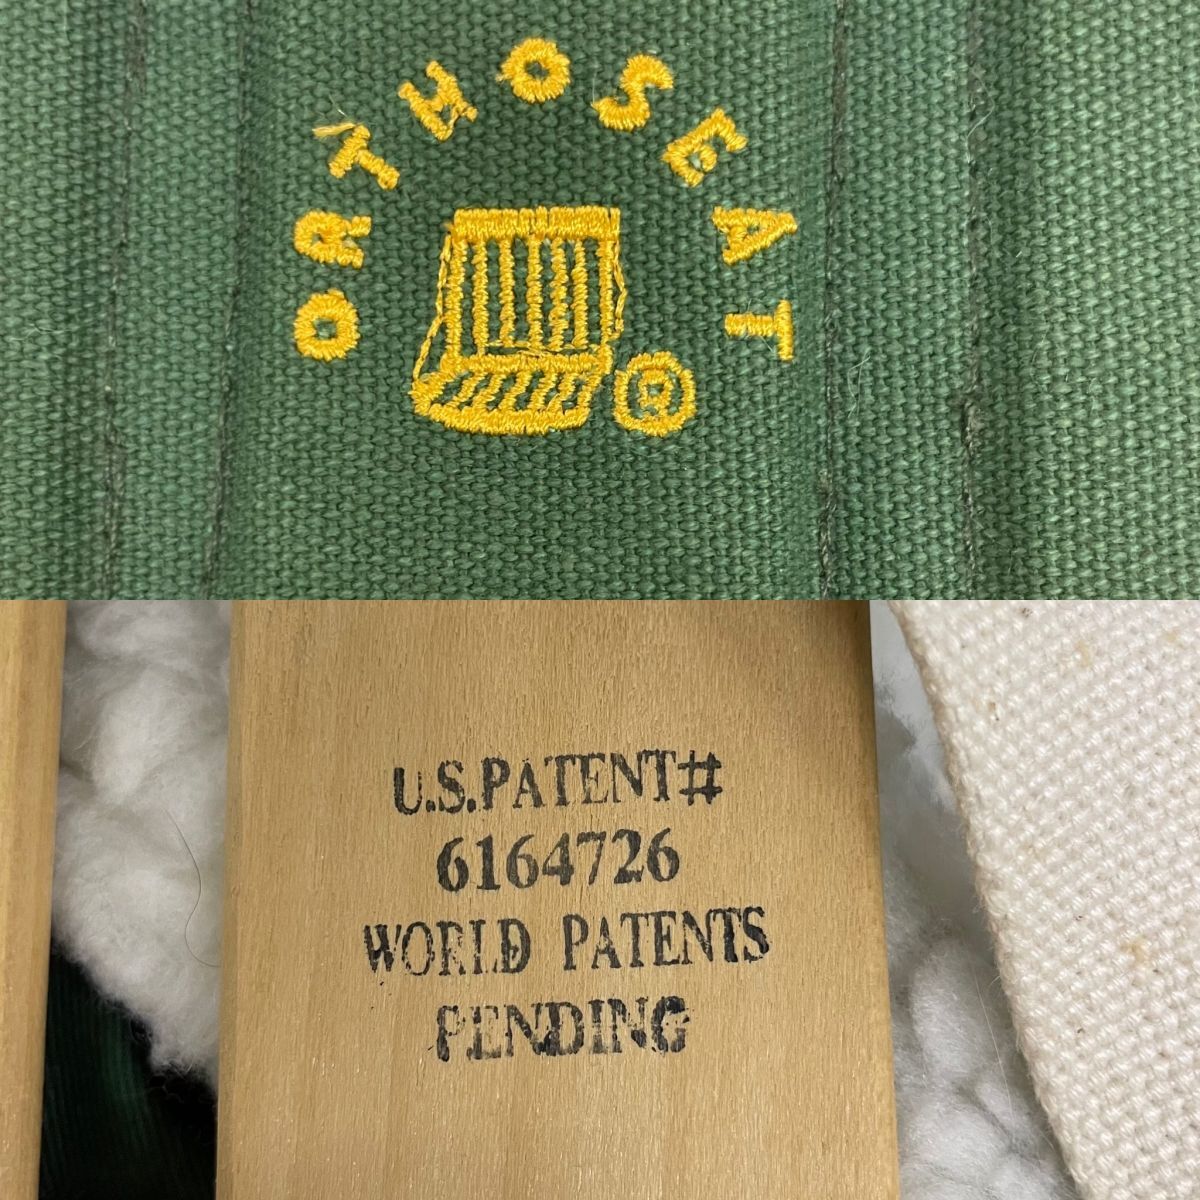 ORTHOSEAT
®
U.S.PATENT#
6164726
WORLD PATENTS
PENDING